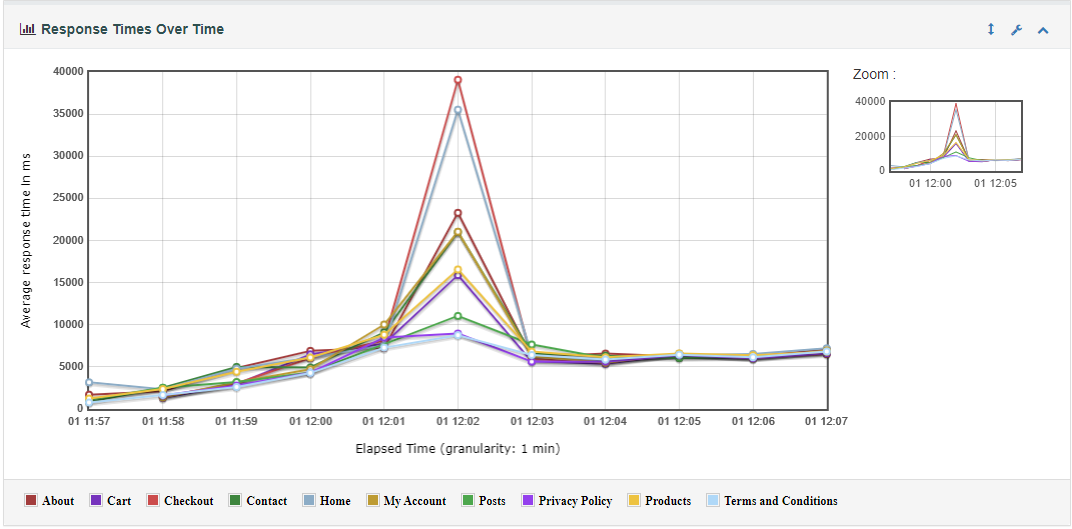 Response Times Over Time
Zoom :
40000
35000
30000
25000
20000
15000
10000
5000
0
Average response time in ms
01 11:57 01 11:58 01 11:59 01 12:00 01 12:01 01 12:02 01 12:03 01 12:04 01 12:05 01 12:06 01 12:07
Elapsed Time (granularity: 1 min)
40000
20000
0
01 12:00 01 12:05
About Cart Checkout Contact Home My Account Posts Privacy Policy Products Terms and Conditions